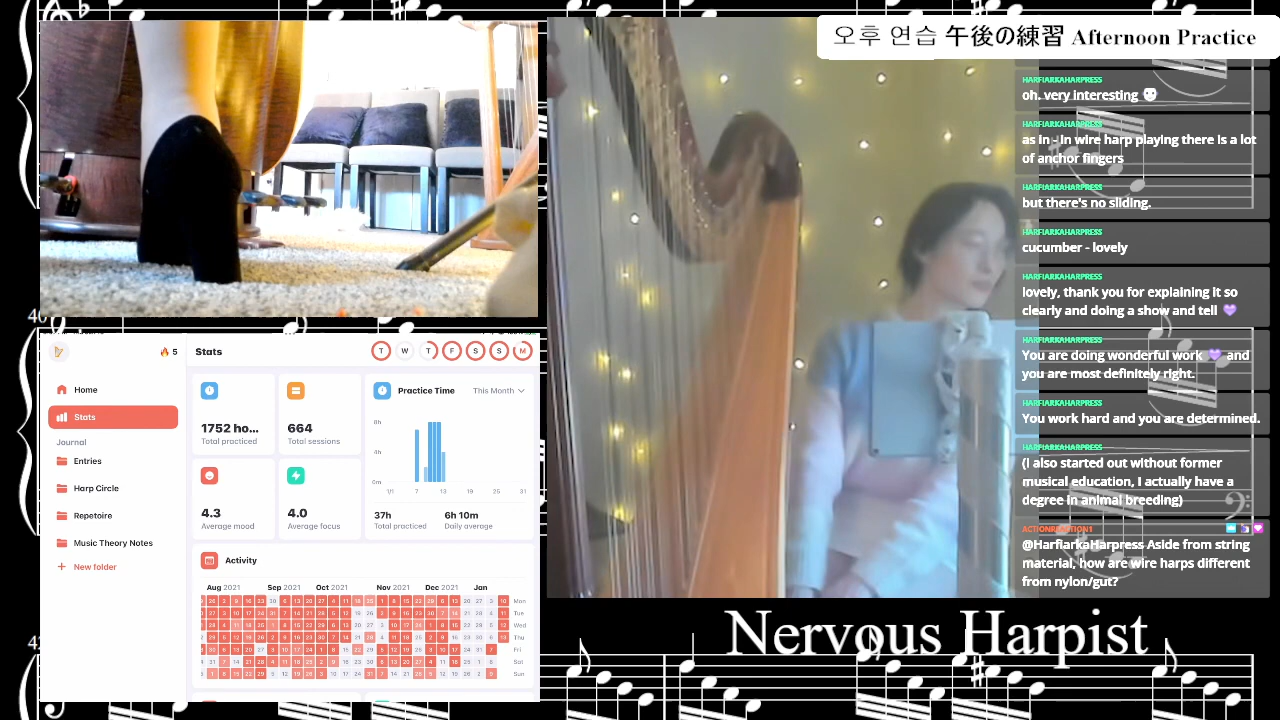 오후 연습 午後の練習 Afternoon Practice
HARFIARKAHARPRESS
oh. very interesting
HARFIARKAHARPRESS
as in - in wire harp playing there is a lot
of anchor fingers
HARFIARKAHARPRESS
but there's no sliding.
HARFIARKAHARPRESS
cucumber - lovely
HARFIARKAHARPRESS
lovely, thank you for explaining it so
clearly and doing a show and tell 💜
HARFIARKAHARPRESS
You are doing wonderful work 💜 and
you are most definitely right.
HARFIARKAHARPRESS
You work hard and you are determined.
HARFIARKAHARPRESS
(I also started out without former
musical education, I actually have a
degree in animal breeding)
ACTIONREACTION1
@HarfiarkaHarpress Aside from string
material, how are wire harps different
from nylon/gut?
Nervous Harpist
🔥 5
Home
Stats
Journal
Entries
Harp Circle
Repetoire
Music Theory Notes
+ New folder
Stats
T W T F S S M
1752 ho...
Total practiced
664
Total sessions
4.3
Average mood
4.0
Average focus
Practice Time
This Month
8h
4h
0m
1/1 7 13 19 25 31
37h
Total practiced
6h 10m
Daily average
Activity
Aug 2021 Sep 2021 Oct 2021 Nov 2021 Dec 2021 Jan
Mon
Tue
Wed
Thu
Fri
Sat
Sun